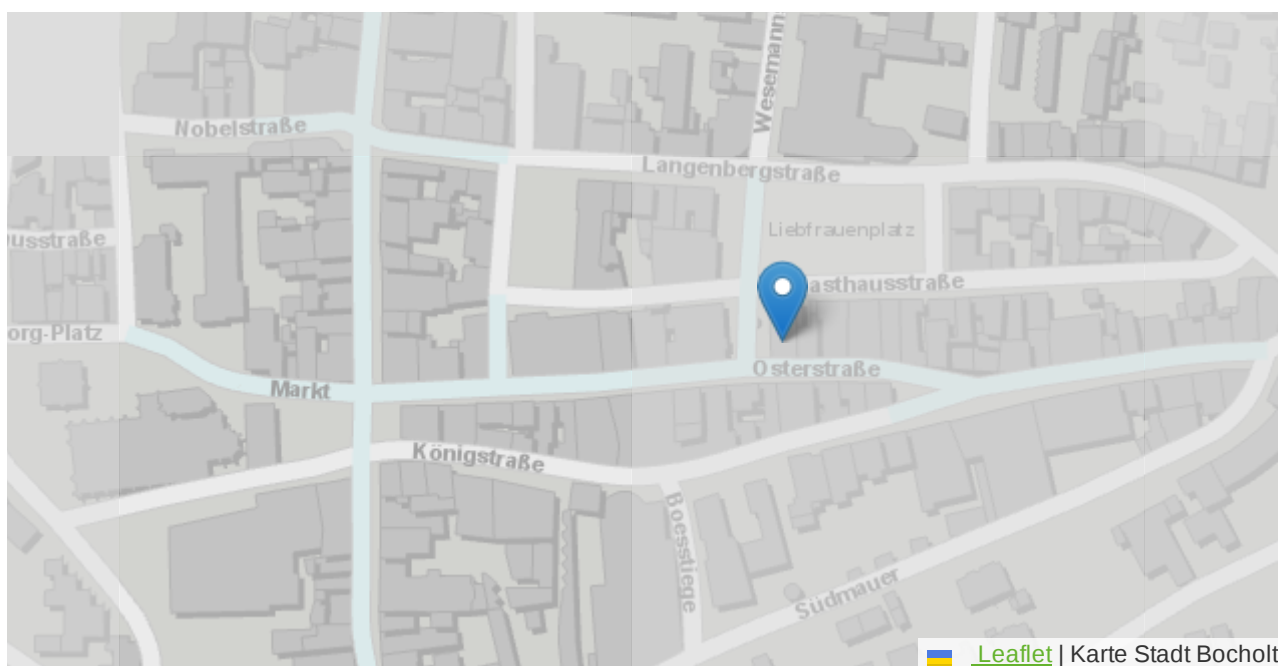 Wesemann
Nobelstraße
Langenbergstraße
Liebfrauenplatz
usstraße
asthausstraße
org-Platz
Osterstraße
Markt
Königstraße
Boesstiege
Südmauer
Leaflet | Karte Stadt Bocholt